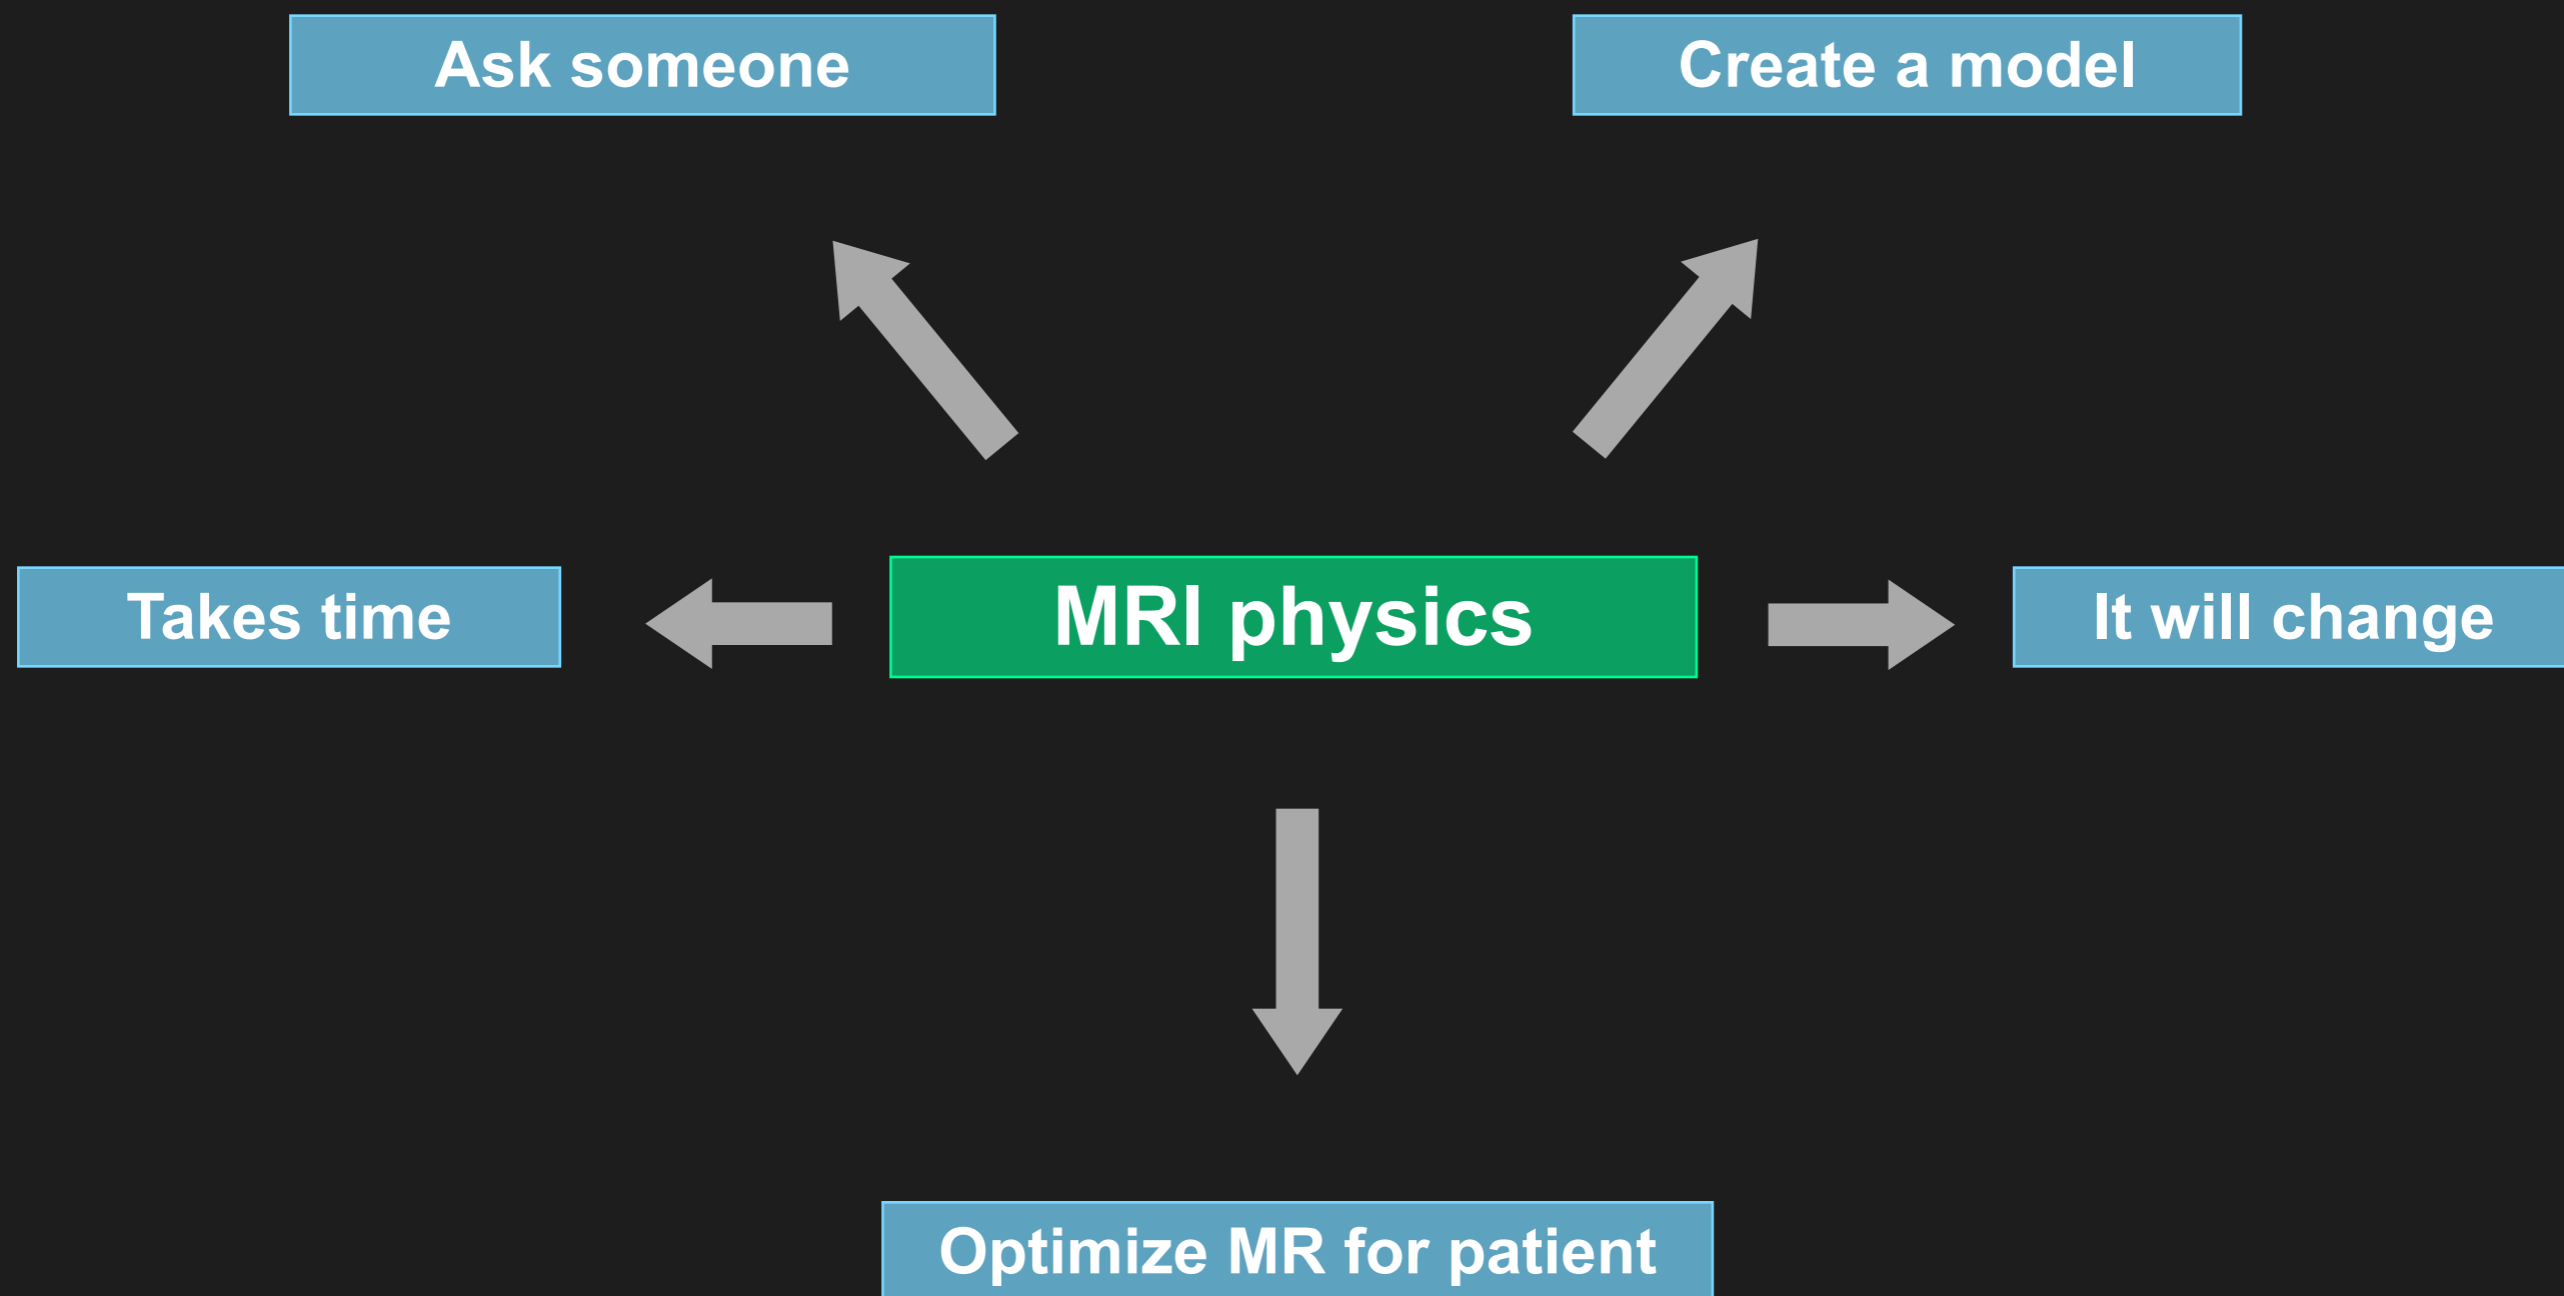 Ask someone
Create a model
Takes time
MRI physics
It will change
Optimize MR for patient